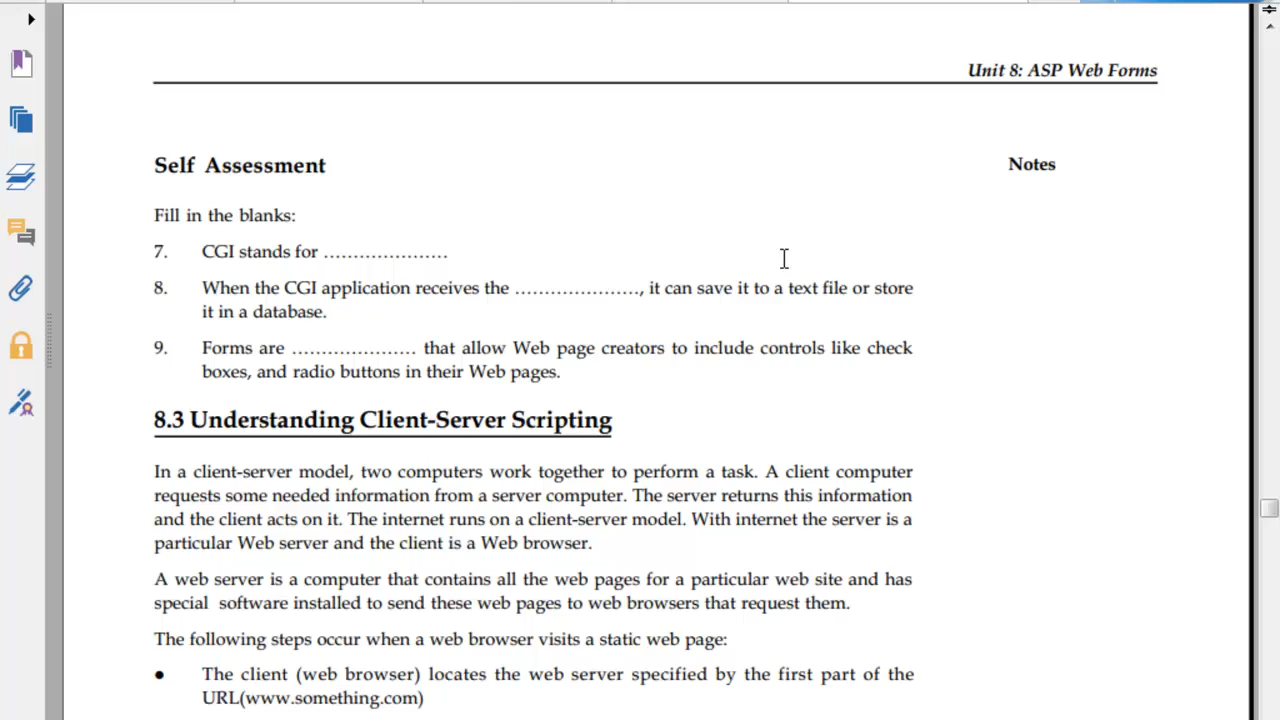 Unit 8: ASP Web Forms
Self Assessment
Notes
Fill in the blanks:
7. CGI stands for .....................
8. When the CGI application receives the ....................., it can save it to a text file or store
it in a database.
9. Forms are ..................... that allow Web page creators to include controls like check
boxes, and radio buttons in their Web pages.
8.3 Understanding Client-Server Scripting
In a client-server model, two computers work together to perform a task. A client computer
requests some needed information from a server computer. The server returns this information
and the client acts on it. The internet runs on a client-server model. With internet the server is a
particular Web server and the client is a Web browser.
A web server is a computer that contains all the web pages for a particular web site and has
special software installed to send these web pages to web browsers that request them.
The following steps occur when a web browser visits a static web page:
● The client (web browser) locates the web server specified by the first part of the
URL(www.something.com)